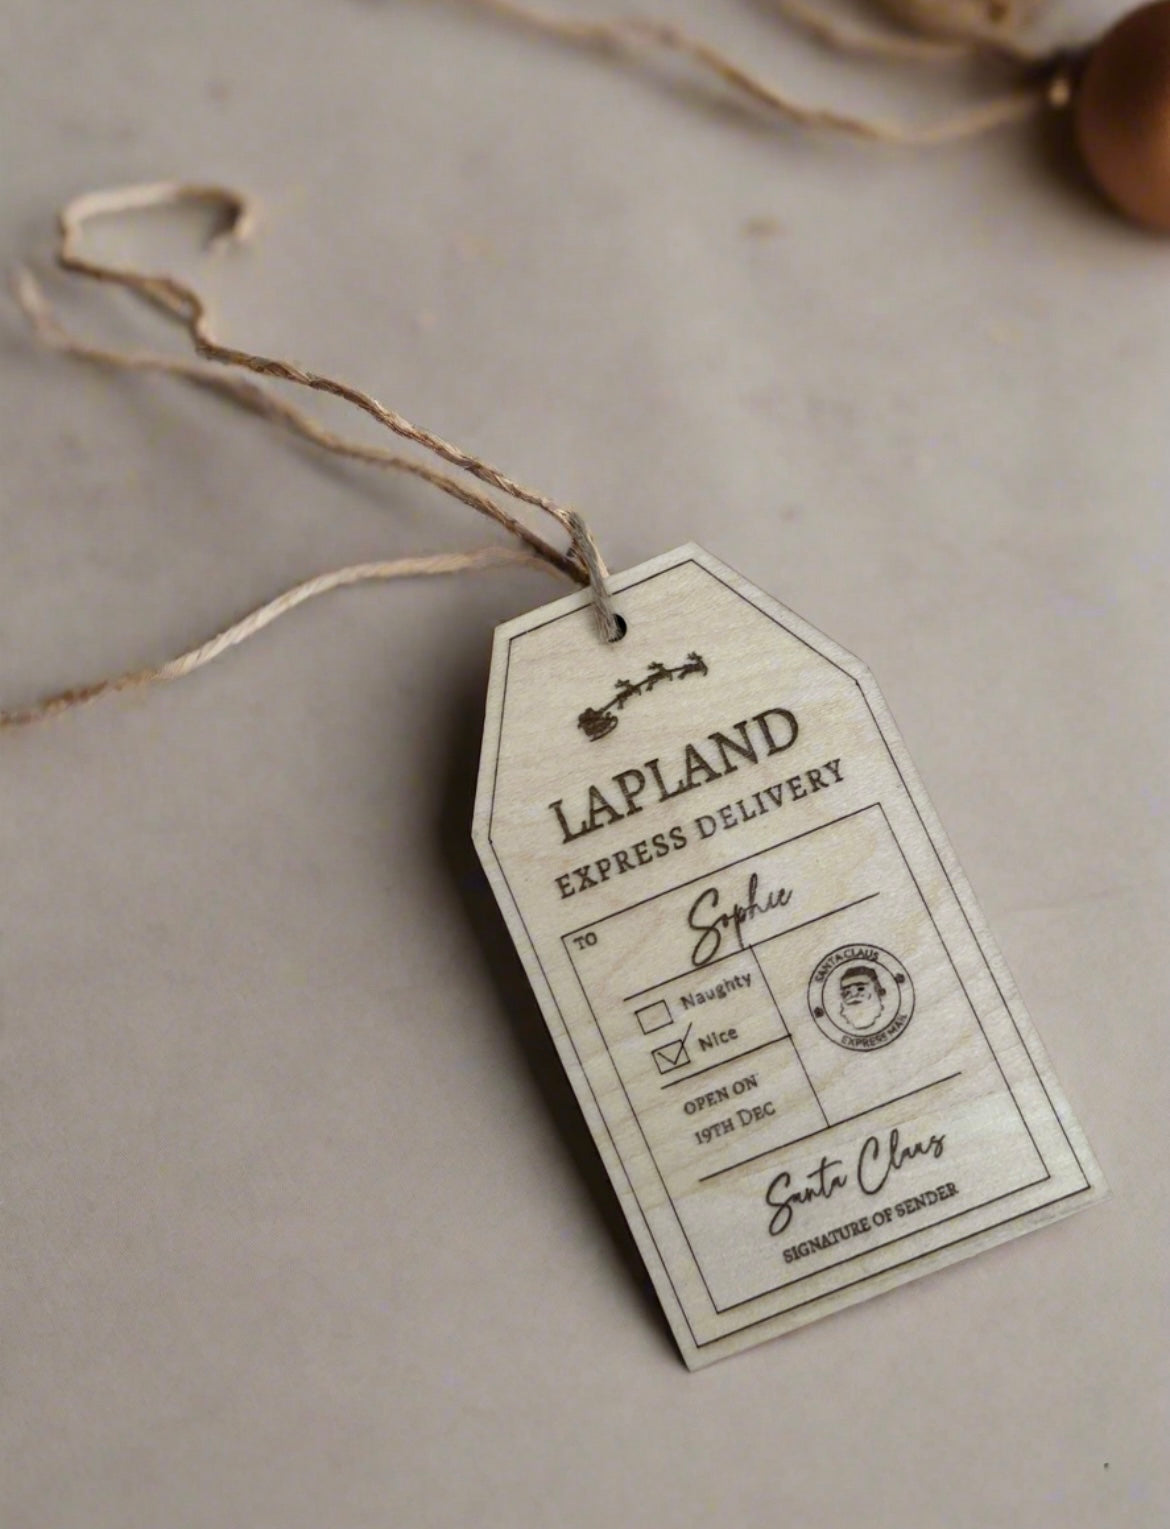 LAPLAND
EXPRESS DELIVERY
TO
Sophie
Naughty
Nice
SANTA CLAUS
EXPRESS MAIL
OPEN ON
19TH DEC
Santa Claus
SIGNATURE OF SENDER